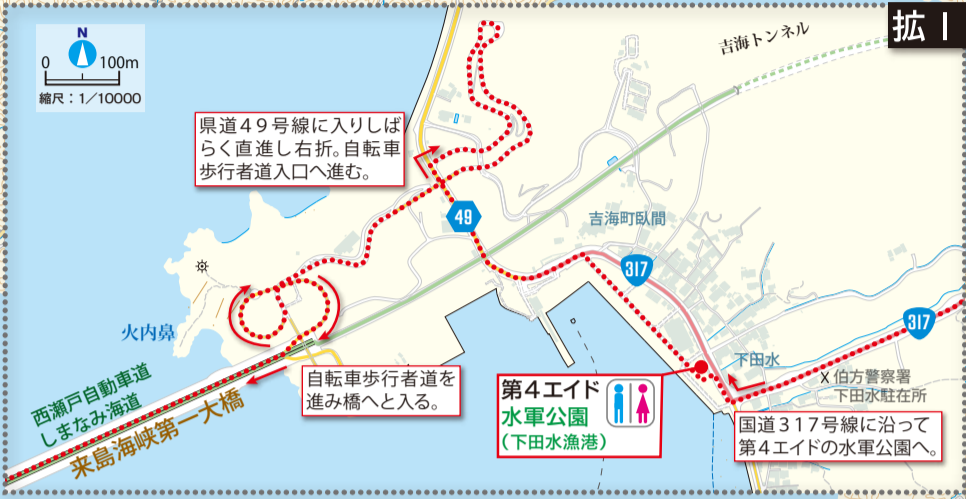 拡1
N
0 100m
縮尺：1/10000
吉海トンネル
県道４９号線に入りしば
らく直進し右折。自転車
歩行者道入口へ進む。
49
吉海町臥間
317
317
火内鼻
下田水
X 伯方警察署
下田水駐在所
西瀬戸自動車道
しまなみ海道
来島海峡第一大橋
自転車歩行者道を
進み橋へと入る。
第４エイド
水軍公園
（下田水漁港）
国道３１７号線に沿って
第４エイドの水軍公園へ。